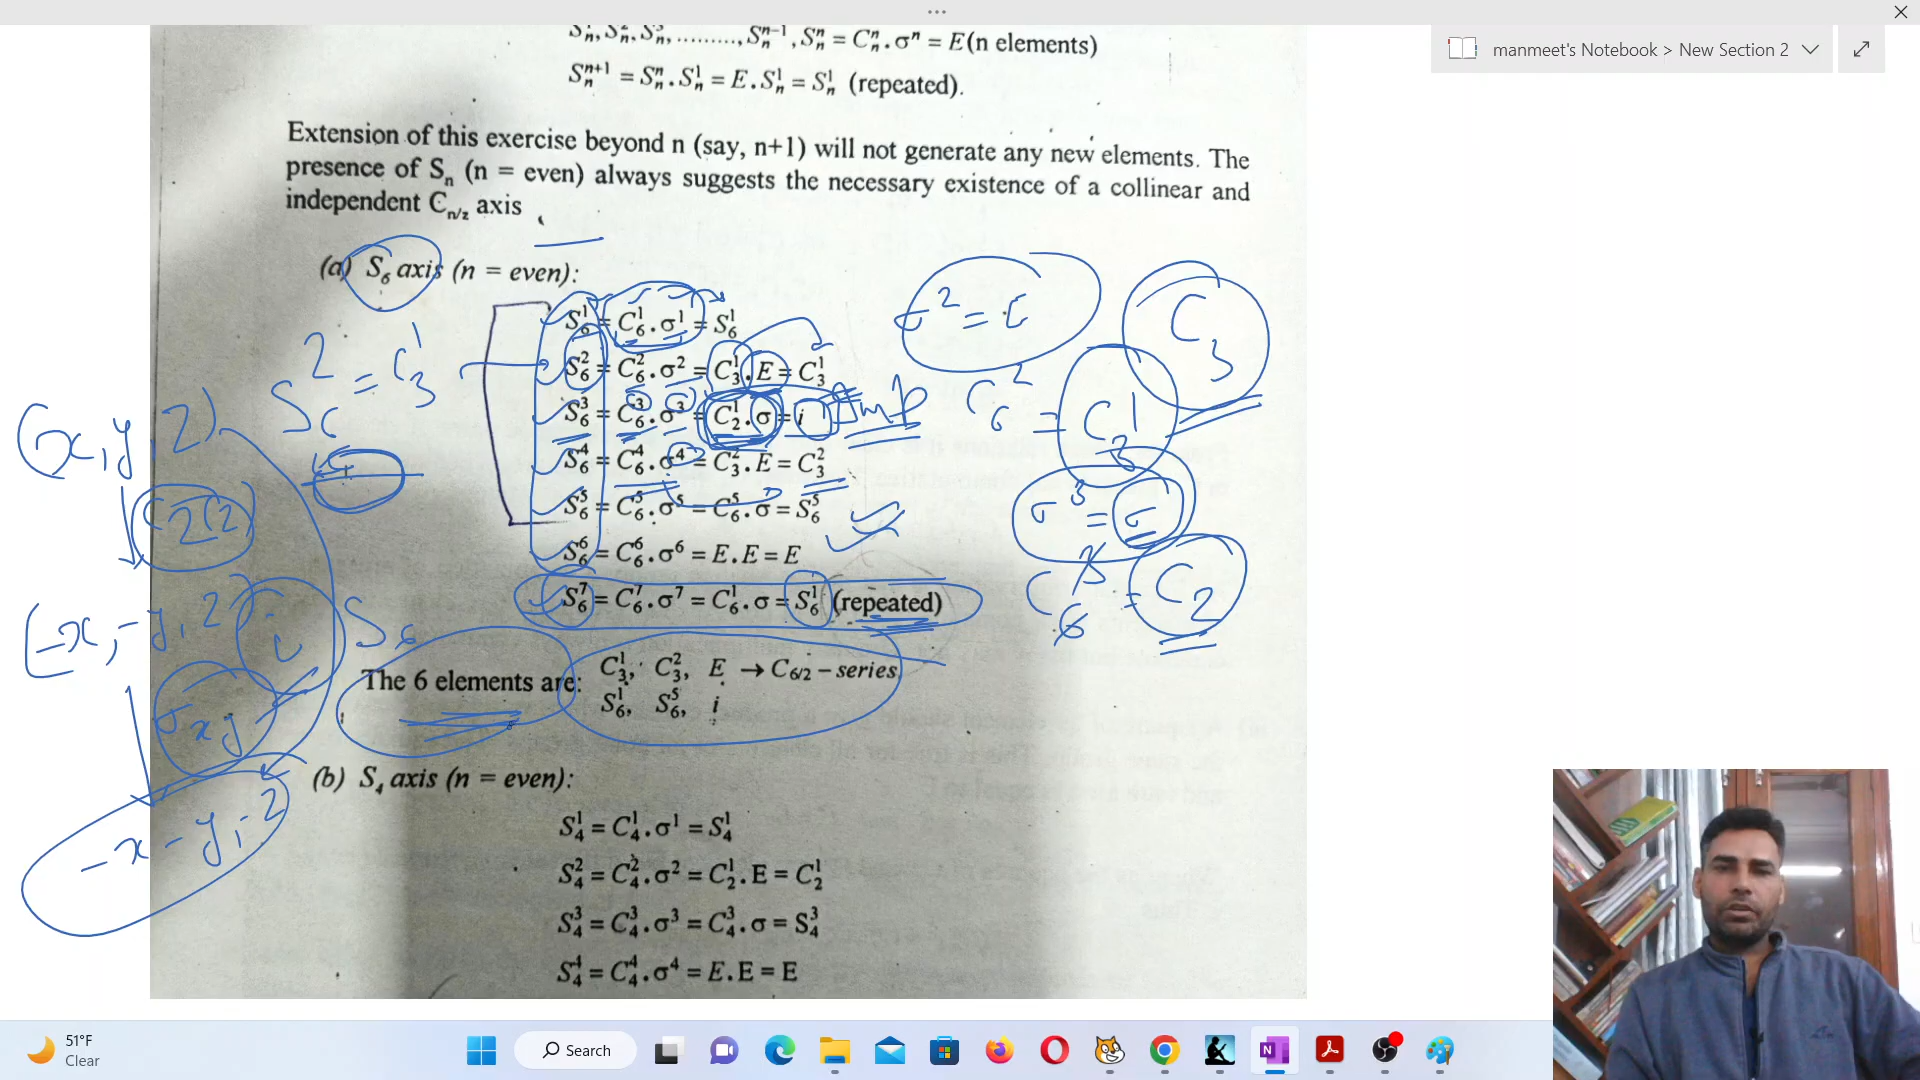 manmeet's Notebook > New Section 2
Sₙ¹, Sₙ², Sₙ³, ........., Sₙⁿ⁻¹, Sₙⁿ = Cₙⁿ.σⁿ = E(n elements)
Sₙⁿ⁺¹ = Sₙⁿ.Sₙ¹ = E.Sₙ¹ = Sₙ¹ (repeated).
Extension of this exercise beyond n (say, n+1) will not generate any new elements. The
presence of Sₙ (n = even) always suggests the necessary existence of a collinear and
independent Cn/2 axis
(a) S₆ axis (n = even):
S₆¹ = C₆¹.σ¹ = S₆¹
S₆² = C₆².σ² = C₃¹.E = C₃¹
S₆³ = C₆³.σ³ = C₂¹.σ = i
S₆⁴ = C₆⁴.σ⁴ = C₃².E = C₃²
S₆⁵ = C₆⁵.σ⁵ = C₆⁵.σ = S₆⁵
S₆⁶ = C₆⁶.σ⁶ = E.E = E
S₆⁷ = C₆⁷.σ⁷ = C₆¹.σ = S₆¹ (repeated)
The 6 elements are: C₃¹, C₃², E → C6/2 – series
S₆¹, S₆⁵, i
(b) S₄ axis (n = even):
S₄¹ = C₄¹.σ¹ = S₄¹
S₄² = C₄².σ² = C₂¹.E = C₂¹
S₄³ = C₄³.σ³ = C₄³.σ = S₄³
S₄⁴ = C₄⁴.σ⁴ = E.E = E
σ² = E
C₃
S₆² = C₃¹
Imp
C₆² = C₃¹
σ³ = σ
C₆³ = C₂
(x, y, z)
C₂(z)
(-x, -y, z)
i
S₆
σxy
-x -y, -z
51°F
Clear
Search